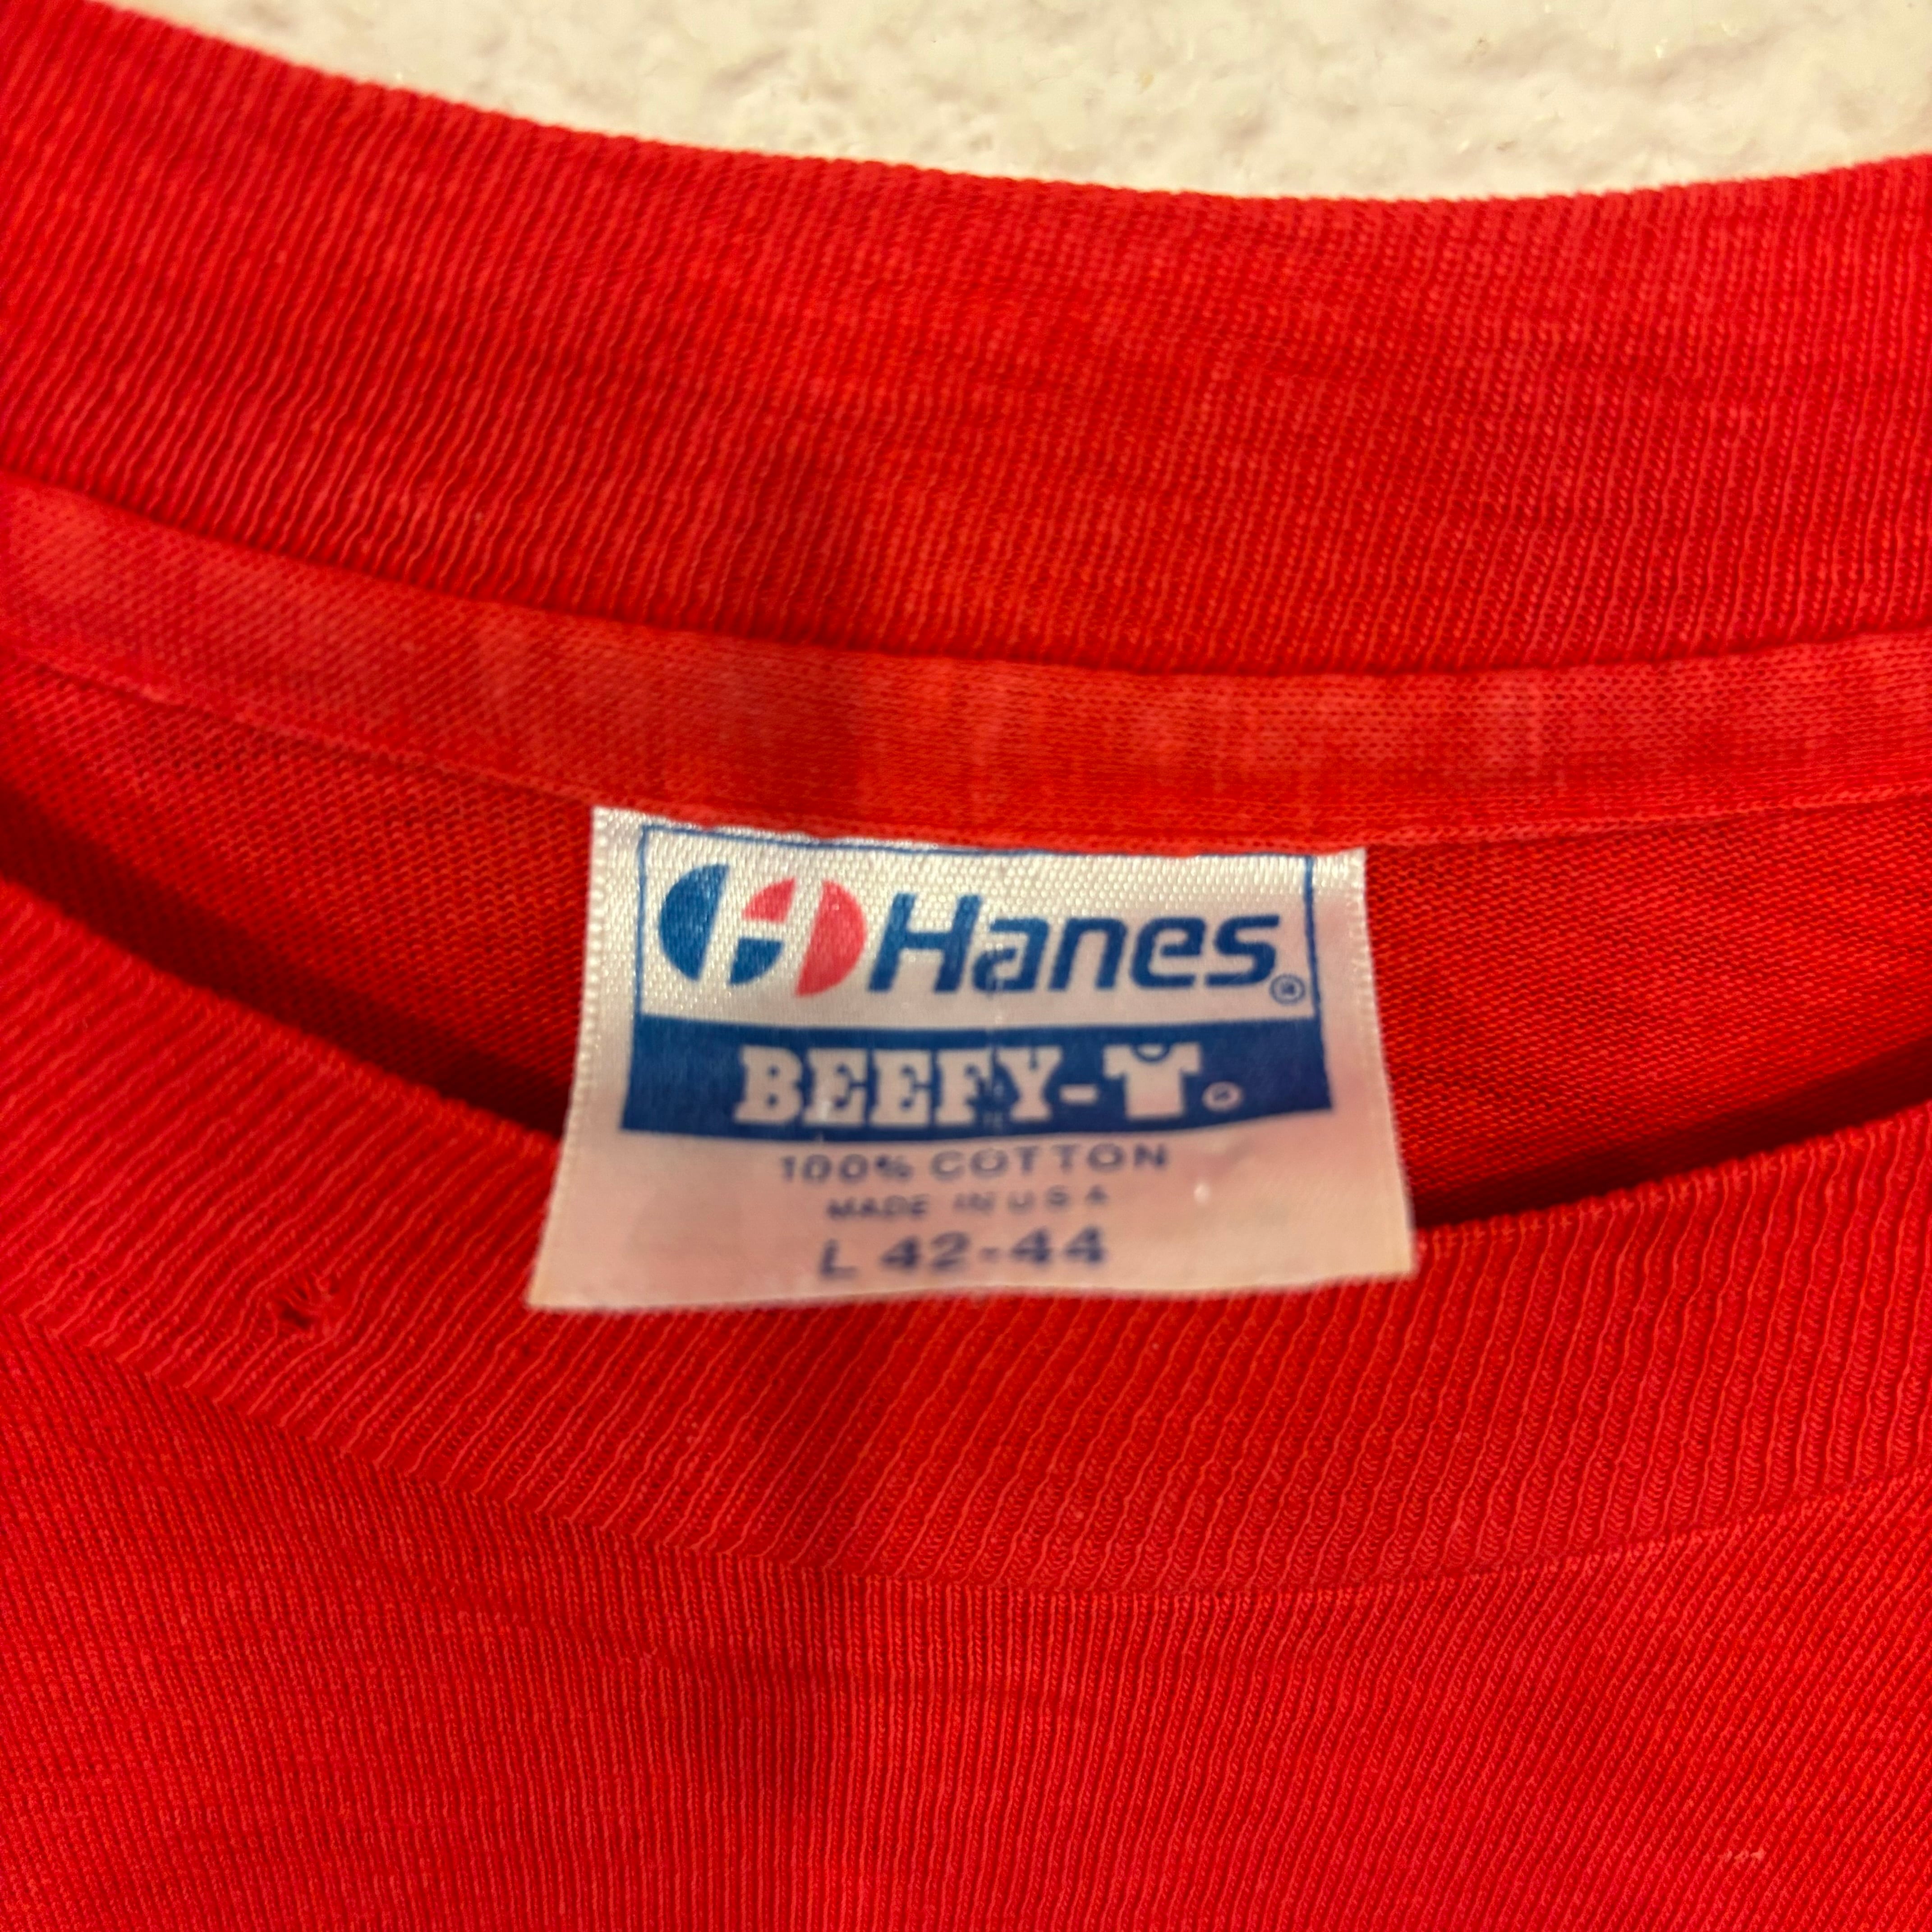 Hanes®
BEEFY-
100% COTTON
MADE IN U S A
L 42-44